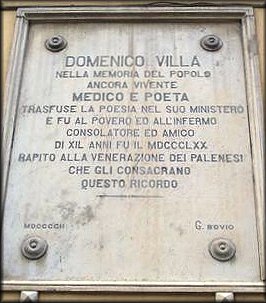 DOMENICO VILLA
NELLA MEMORIA DEL POPOLO
ANCORA VIVENTE
MEDICO E POETA
TRASFUSE LA POESIA NEL SUO MINISTERO
E FU AL POVERO ED ALL'INFERMO
CONSOLATORE ED AMICO
DI XIL ANNI FU IL MDCCCLXX
RAPITO ALLA VENERAZIONE DEI PALENESI
CHE GLI CONSACRANO
QUESTO RICORDO
MDCCCCII G. BOVIO